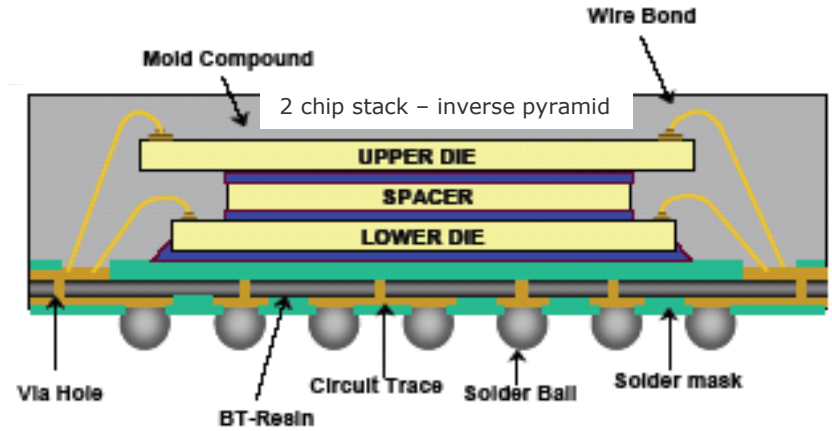 Wire Bond
Mold Compound
2 chip stack – inverse pyramid
UPPER DIE
SPACER
LOWER DIE
Via Hole
BT-Resin
Circuit Trace
Solder Ball
Solder mask